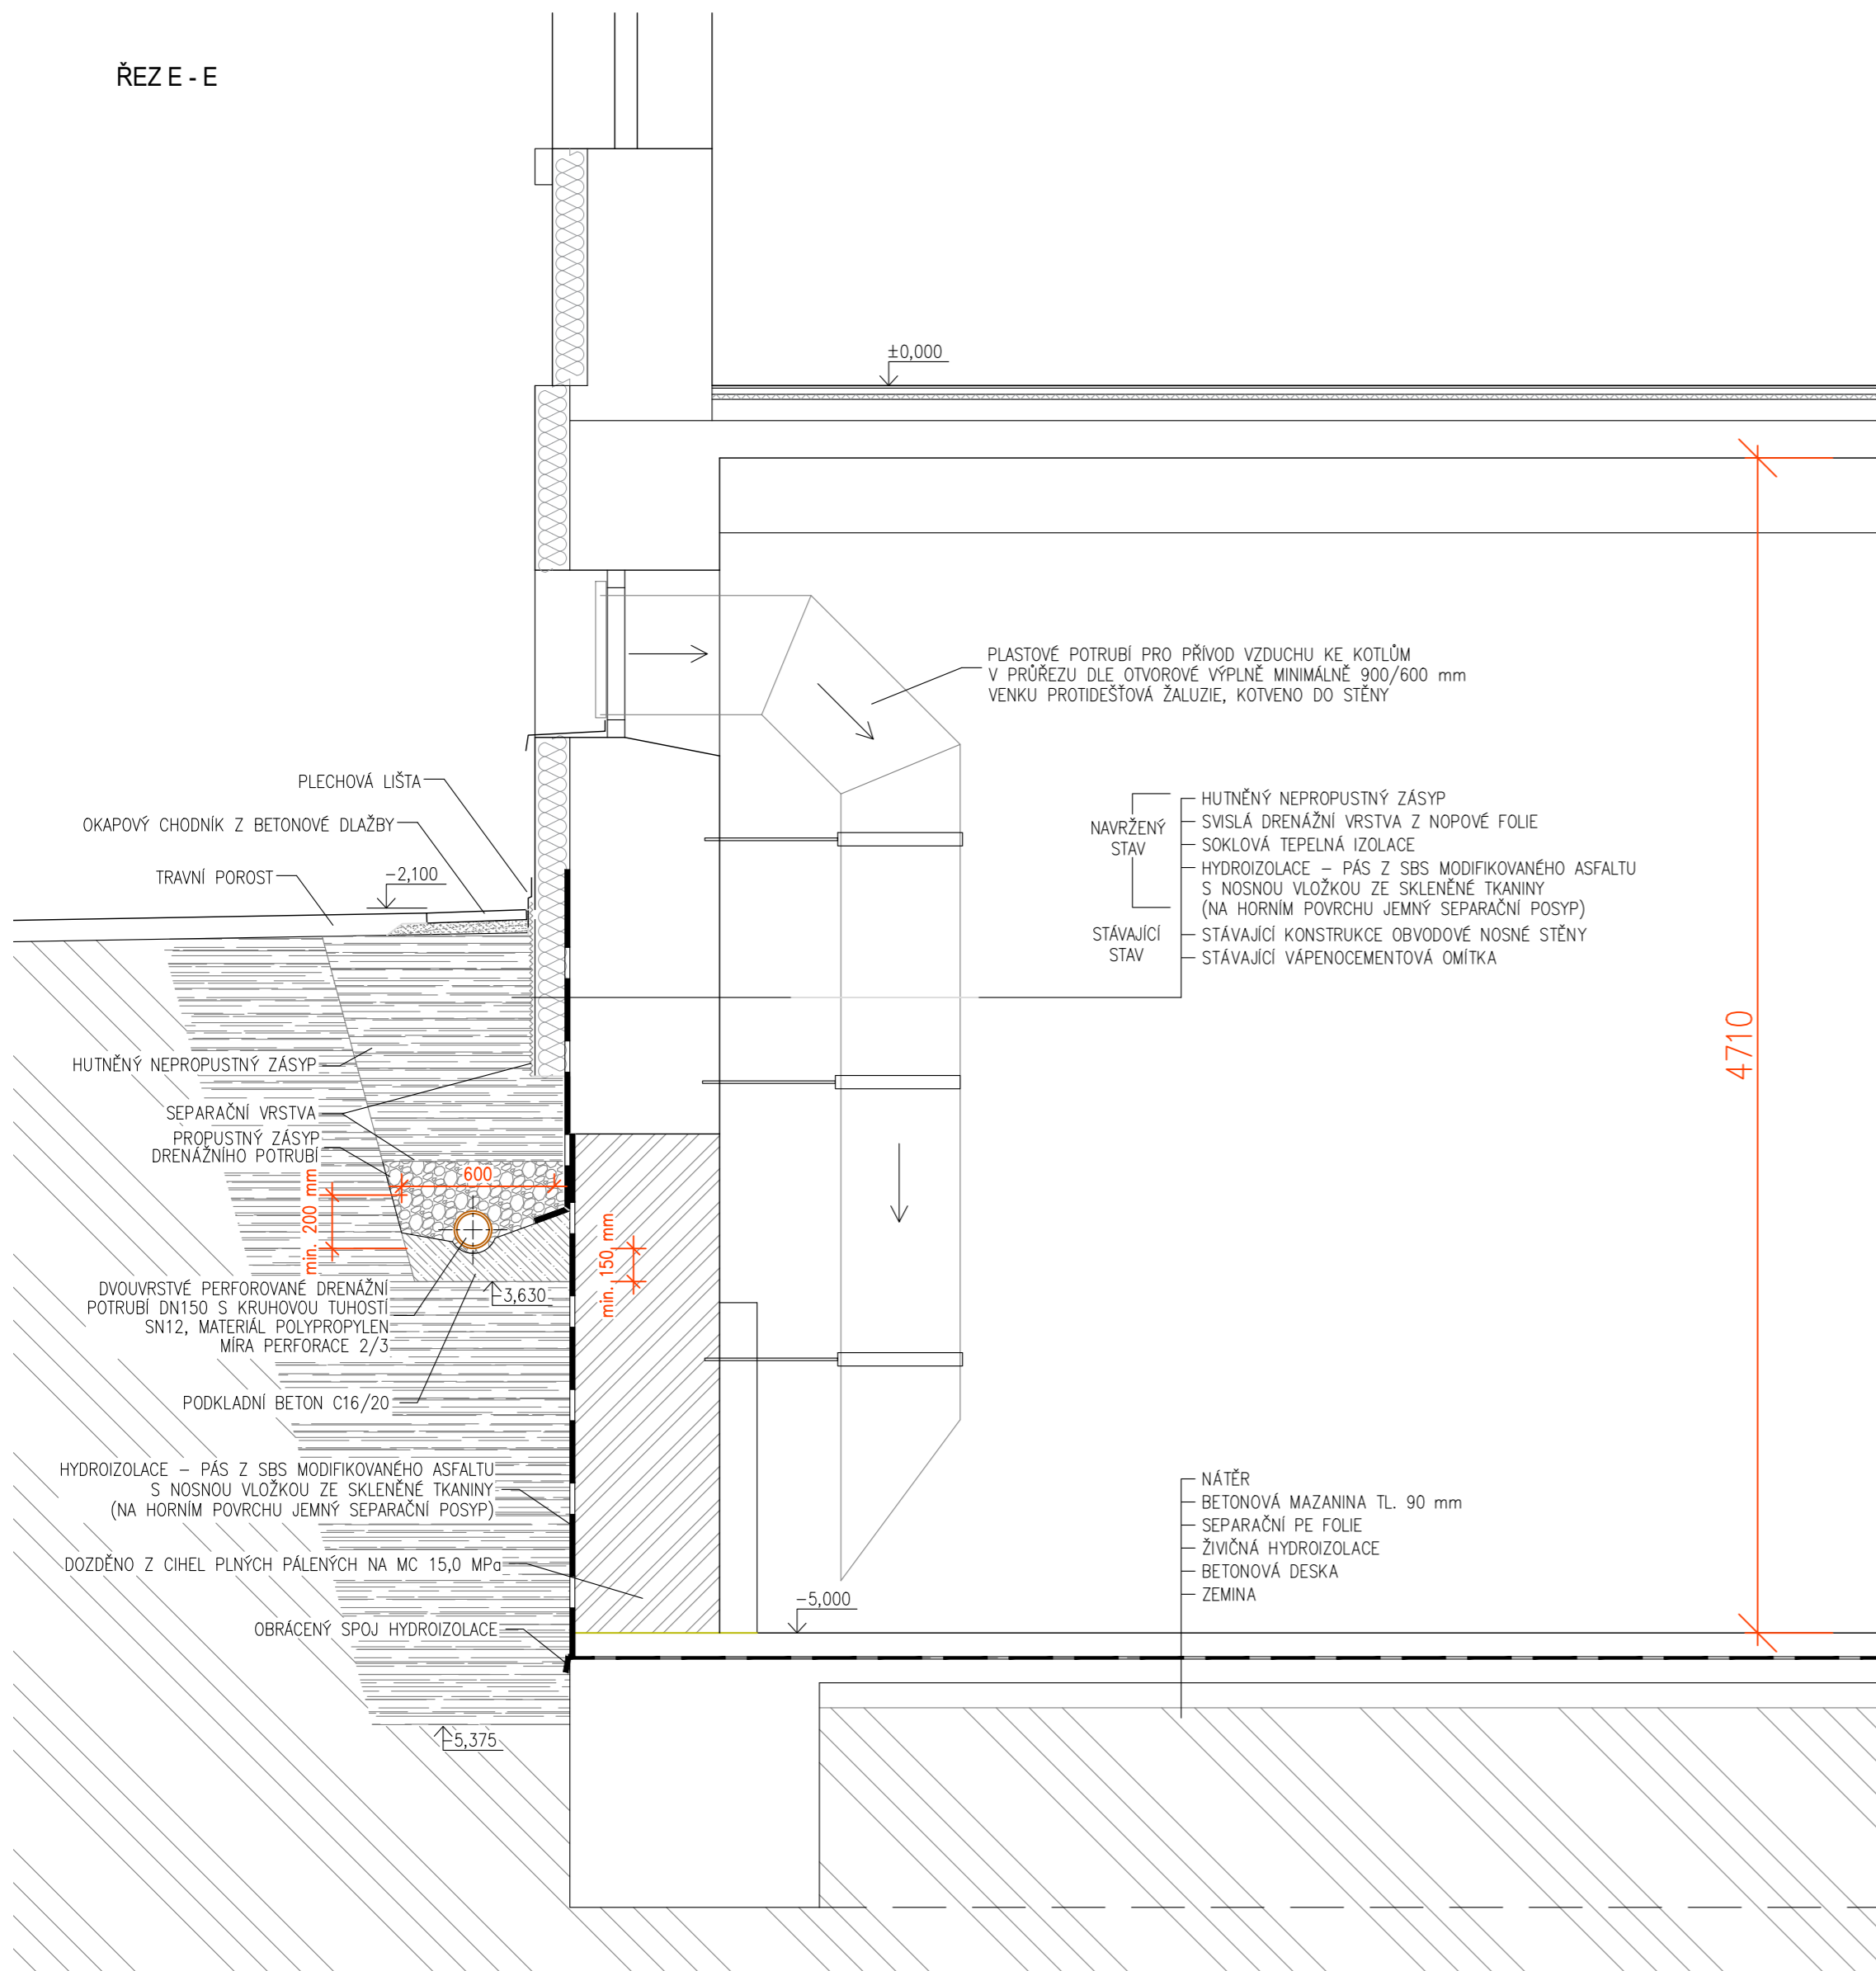 ŘEZ E - E
±0,000
PLASTOVÉ POTRUBÍ PRO PŘÍVOD VZDUCHU KE KOTLŮM
V PRŮŘEZU DLE OTVOROVÉ VÝPLNĚ MINIMÁLNĚ 900/600 mm
VENKU PROTIDEŠŤOVÁ ŽALUZIE, KOTVENO DO STĚNY
PLECHOVÁ LIŠTA
OKAPOVÝ CHODNÍK Z BETONOVÉ DLAŽBY
TRAVNÍ POROST
-2,100
NAVRŽENÝ
STAV
HUTNĚNÝ NEPROPUSTNÝ ZÁSYP
SVISLÁ DRENÁŽNÍ VRSTVA Z NOPOVÉ FOLIE
SOKLOVÁ TEPELNÁ IZOLACE
HYDROIZOLACE – PÁS Z SBS MODIFIKOVANÉHO ASFALTU
S NOSNOU VLOŽKOU ZE SKLENĚNÉ TKANINY
(NA HORNÍM POVRCHU JEMNÝ SEPARAČNÍ POSYP)
STÁVAJÍCÍ
STAV
STÁVAJÍCÍ KONSTRUKCE OBVODOVÉ NOSNÉ STĚNY
STÁVAJÍCÍ VÁPENOCEMENTOVÁ OMÍTKA
4710
HUTNĚNÝ NEPROPUSTNÝ ZÁSYP
SEPARAČNÍ VRSTVA
PROPUSTNÝ ZÁSYP
DRENÁŽNÍHO POTRUBÍ
600
min. 200 mm
min. 150 mm
DVOUVRSTVÉ PERFOROVANÉ DRENÁŽNÍ
POTRUBÍ DN150 S KRUHOVOU TUHOSTÍ
SN12, MATERIÁL POLYPROPYLEN
MÍRA PERFORACE 2/3
-3,630
PODKLADNÍ BETON C16/20
HYDROIZOLACE – PÁS Z SBS MODIFIKOVANÉHO ASFALTU
S NOSNOU VLOŽKOU ZE SKLENĚNÉ TKANINY
(NA HORNÍM POVRCHU JEMNÝ SEPARAČNÍ POSYP)
DOZDĚNO Z CIHEL PLNÝCH PÁLENÝCH NA MC 15,0 MPa
OBRÁCENÝ SPOJ HYDROIZOLACE
NÁTĚR
BETONOVÁ MAZANINA TL. 90 mm
SEPARAČNÍ PE FOLIE
ŽIVIČNÁ HYDROIZOLACE
BETONOVÁ DESKA
ZEMINA
-5,000
-5,375